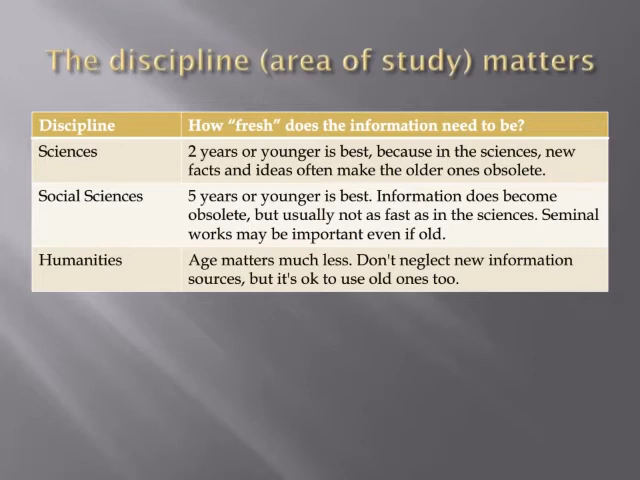 The discipline (area of study) matters
Discipline
How “fresh” does the information need to be?
Sciences
2 years or younger is best, because in the sciences, new
facts and ideas often make the older ones obsolete.
Social Sciences
5 years or younger is best. Information does become
obsolete, but usually not as fast as in the sciences. Seminal
works may be important even if old.
Humanities
Age matters much less. Don't neglect new information
sources, but it's ok to use old ones too.